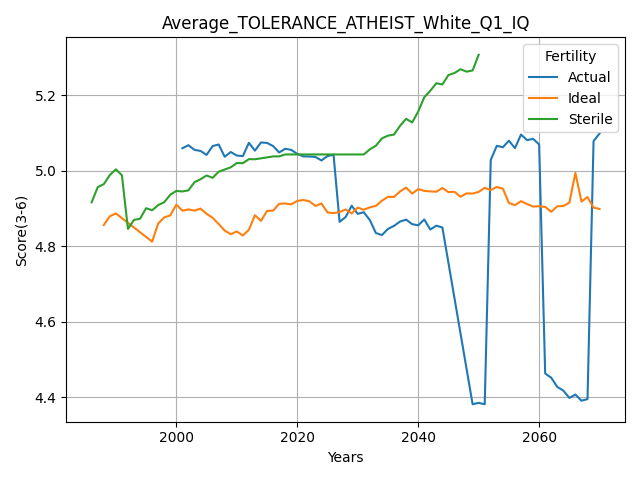 Average_TOLERANCE_ATHEIST_White_Q1_IQ
Fertility
Actual
Ideal
Sterile
Score(3-6)
5.2
5.0
4.8
4.6
4.4
2000
2020
2040
2060
Years